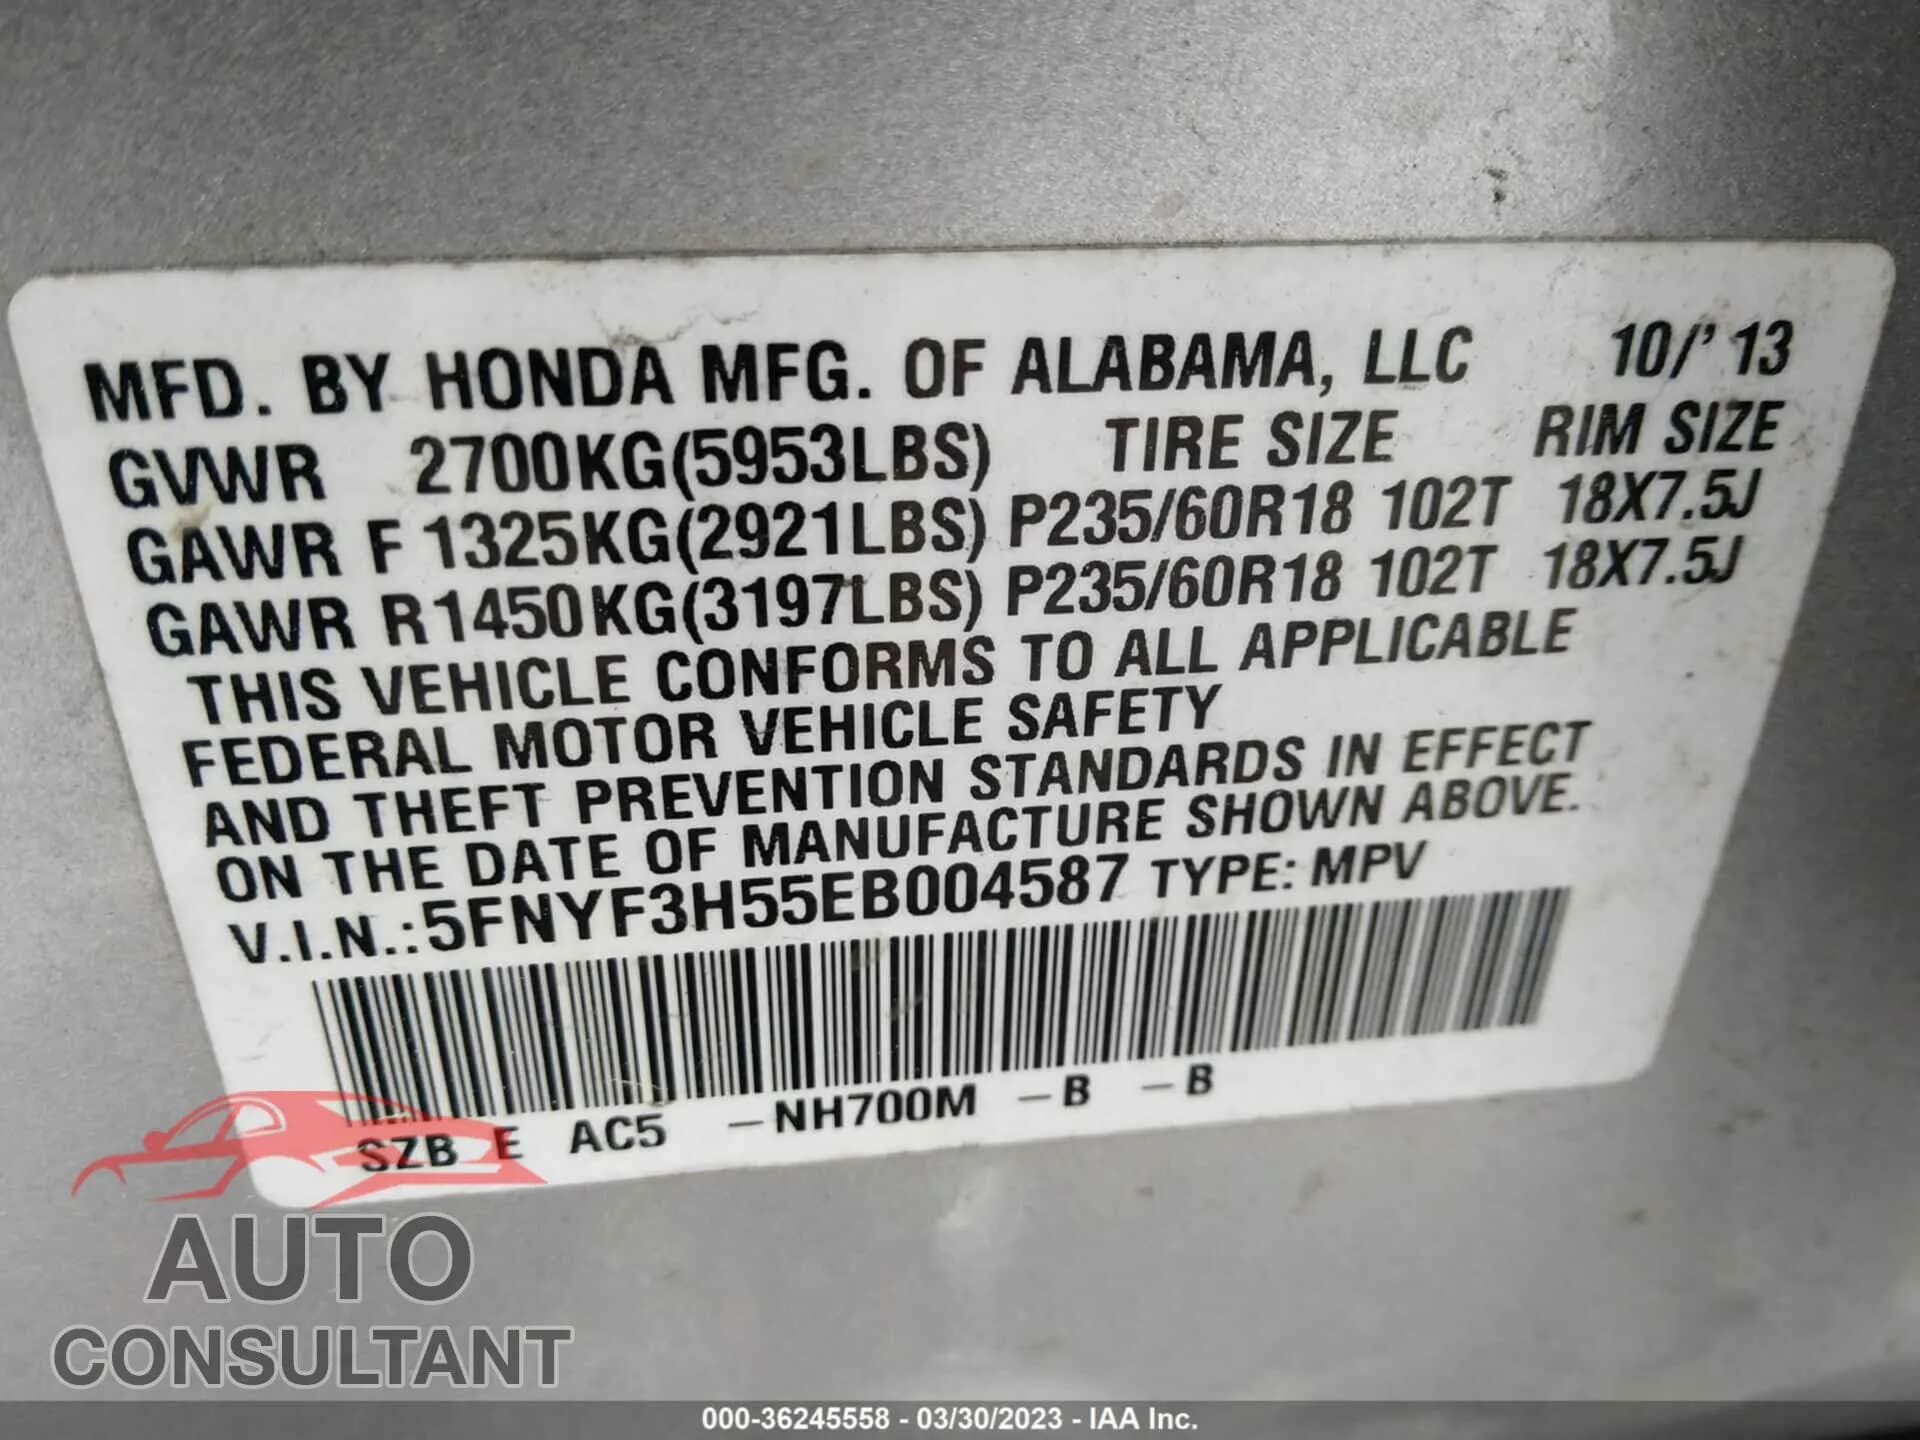 MFD. BY HONDA MFG. OF ALABAMA, LLC 10/'13
GVWR 2700KG(5953LBS) TIRE SIZE RIM SIZE
GAWR F 1325KG(2921LBS) P235/60R18 102T 18X7.5J
GAWR R1450KG(3197LBS) P235/60R18 102T 18X7.5J
THIS VEHICLE CONFORMS TO ALL APPLICABLE
FEDERAL MOTOR VEHICLE SAFETY
AND THEFT PREVENTION STANDARDS IN EFFECT
ON THE DATE OF MANUFACTURE SHOWN ABOVE.
V.I.N.:5FNYF3H55EB004587 TYPE: MPV
SZB E AC5 -NH700M -B -B
AUTO
CONSULTANT
000-36245558 - 03/30/2023 - IAA Inc.